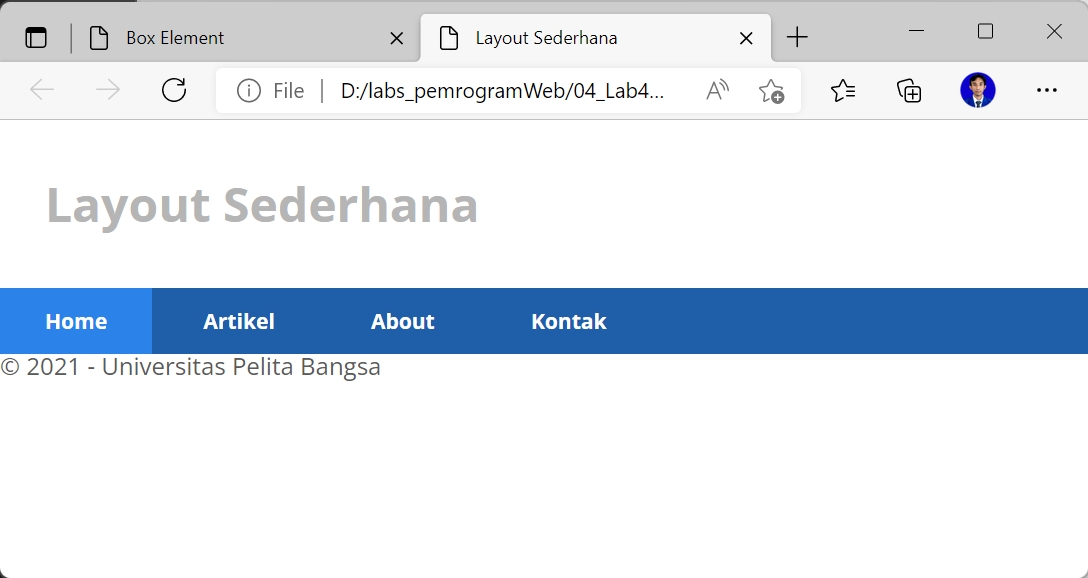 Box Element
Layout Sederhana
File
D:/labs_pemrogramWeb/04_Lab4...
Layout Sederhana
Home Artikel About Kontak
© 2021 - Universitas Pelita Bangsa